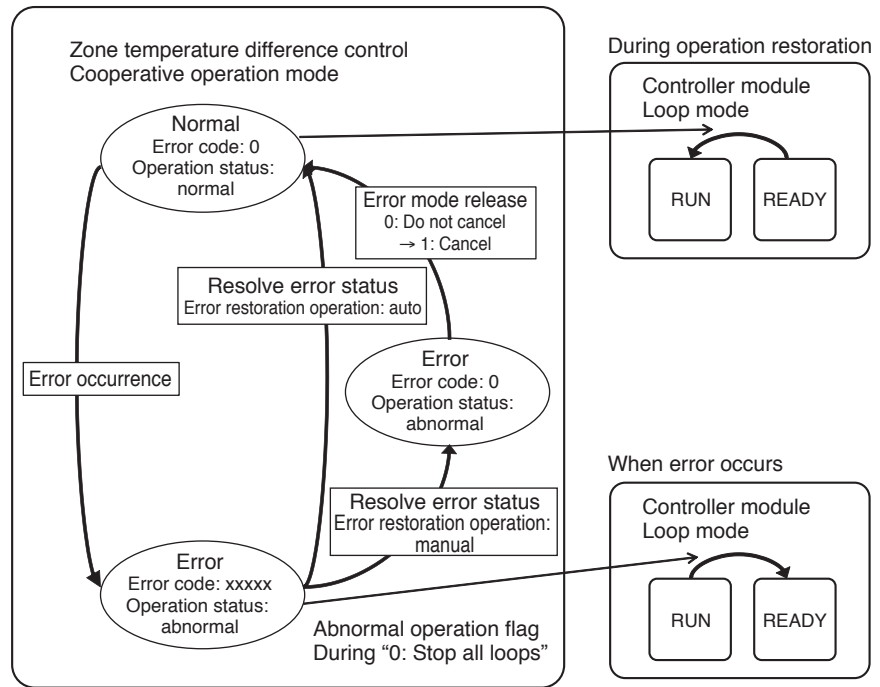 Zone temperature difference control
Cooperative operation mode
Normal
Error code: 0
Operation status:
normal
Error mode release
0: Do not cancel
→ 1: Cancel
Resolve error status
Error restoration operation: auto
Error occurrence
Error
Error code: 0
Operation status:
abnormal
Resolve error status
Error restoration operation:
manual
Error
Error code: xxxxx
Operation status:
abnormal
Abnormal operation flag
During “0: Stop all loops”
During operation restoration
Controller module
Loop mode
RUN READY
When error occurs
Controller module
Loop mode
RUN READY